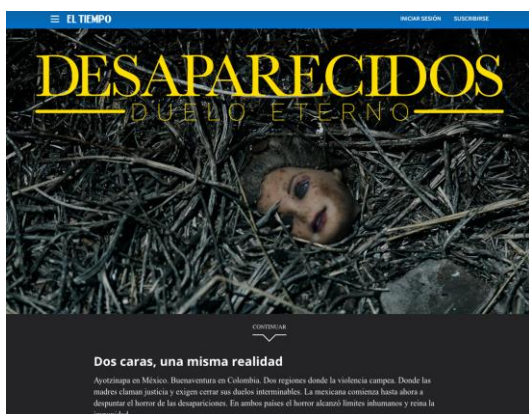 EL TIEMPO
INICIAR SESIÓN SUSCRIBIRSE
DESAPARECIDOS
DUELO ETERNO
CONTINUAR
Dos caras, una misma realidad
Ayotzinapa en México. Buenaventura en Colombia. Dos regiones donde la violencia campea. Donde las
madres claman justicia y exigen cerrar sus duelos interminables. La mexicana comienza hasta ahora a
despuntar el horror de las desapariciones. En ambos países el horror alcanzó límites inhumanos y reina la
impunidad